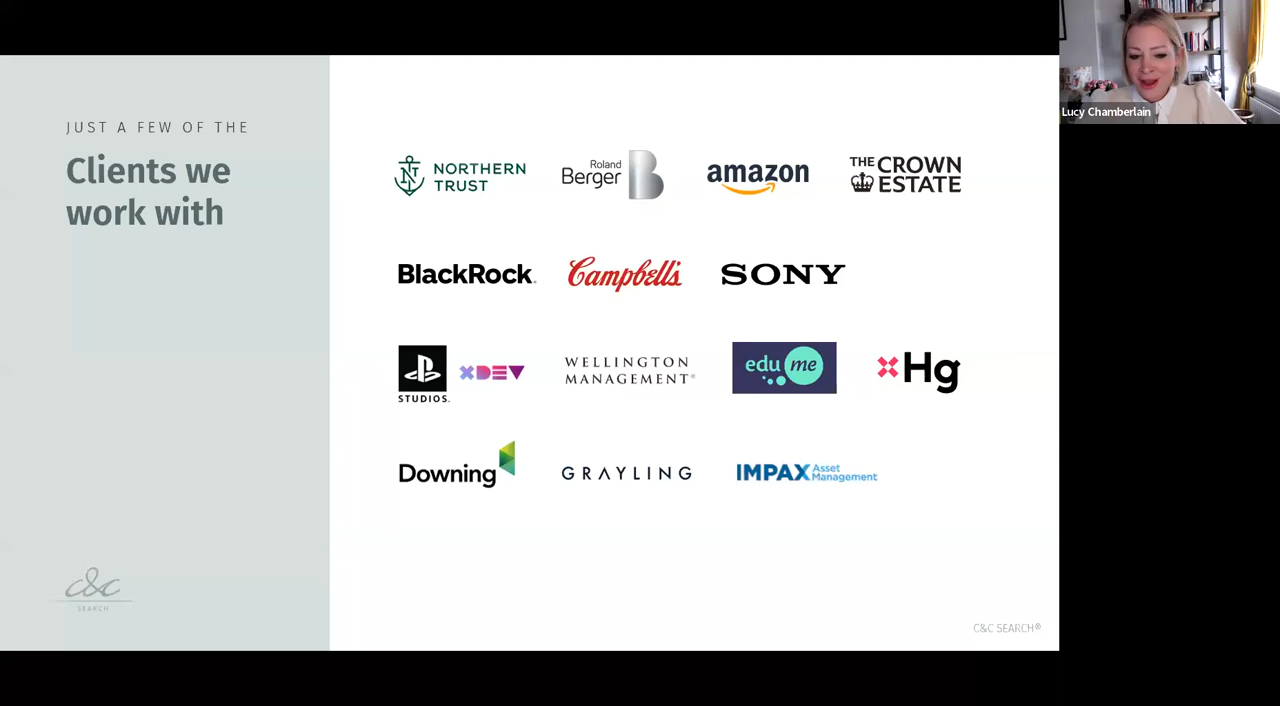 JUST A FEW OF THE
Clients we
work with
Lucy Chamberlain
NT NORTHERN
TRUST
Roland
Berger B
amazon
THE CROWN
ESTATE
BlackRock®
Campbell's
SONY
STUDIOS.
XDEV
WELLINGTON
MANAGEMENT®
edu me
Hg
Downing
GRAYLING
IMPAX Asset
Management
c&c
SEARCH
C&C SEARCH®